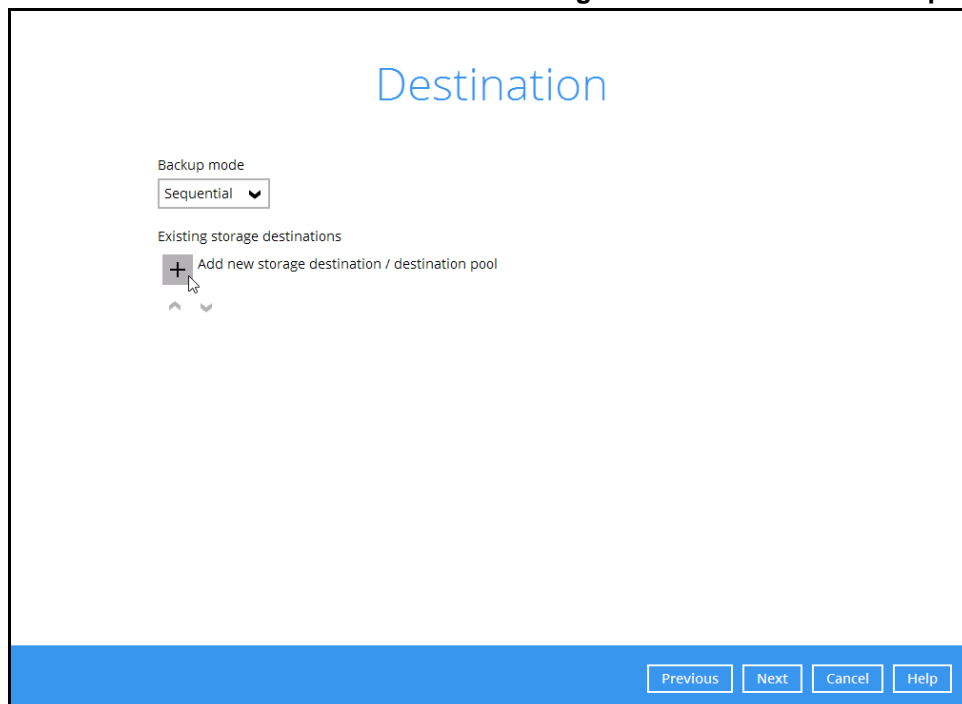 Destination
Backup mode
Sequential
Existing storage destinations
Add new storage destination / destination pool
Previous Next Cancel Help